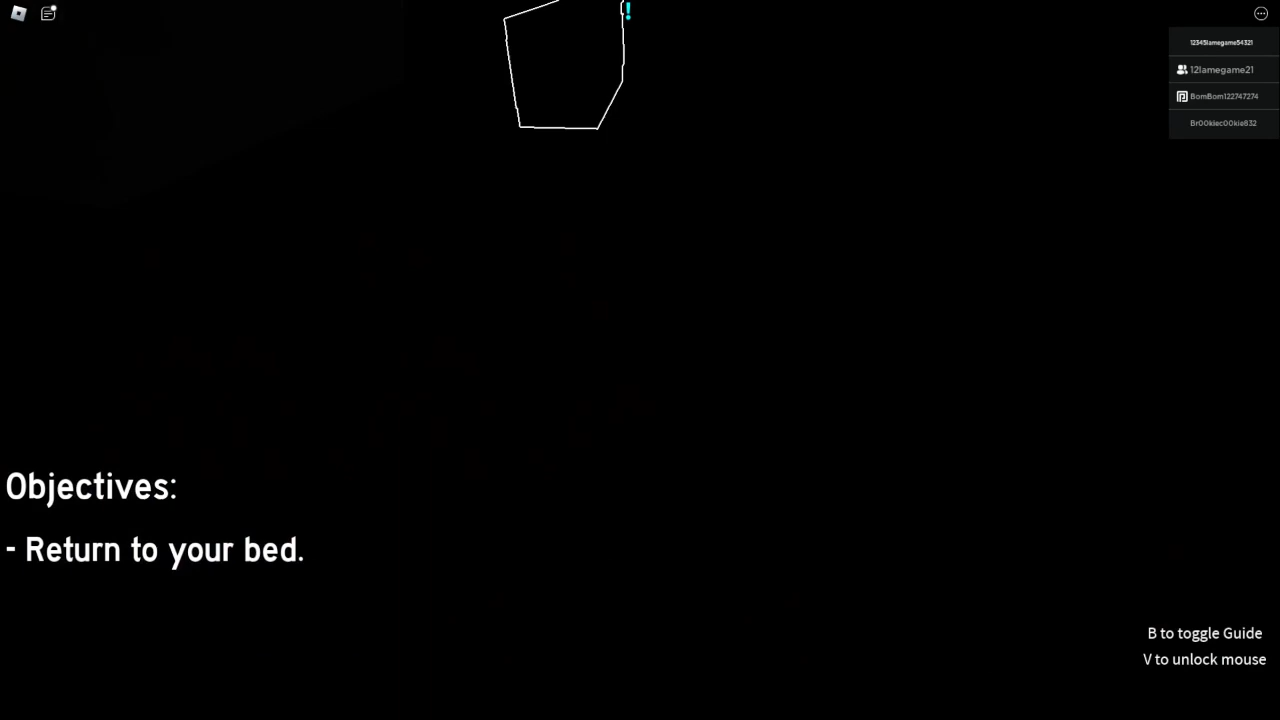 !
12345lamegame54321
12lamegame21
BomBom122747274
Br00kiec00kie832
Objectives:
- Return to your bed.
B to toggle Guide
V to unlock mouse